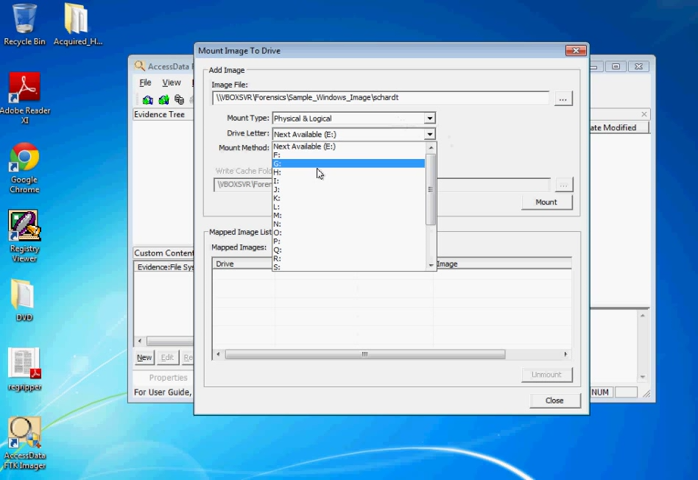 Recycle Bin
Acquired_H...
Adobe Reader
XI
Google
Chrome
Registry
Viewer
DVD
regripper
AccessData
FTK Imager
AccessData
File View
Evidence Tree
ate Modified
Custom Content
Evidence:File Sys
New Edit Re
Properties
For User Guide,
NUM
Mount Image To Drive
Add Image
Image File:
\\VBOXSVR\Forensics\Sample_Windows_Image\schardt
...
Mount Type: Physical & Logical
Drive Letter: Next Available (E:)
Mount Method:
Next Available (E:)
F:
G:
H:
I:
J:
K:
L:
M:
N:
O:
P:
Q:
R:
S:
Write Cache Fold
\\VBOXSVR\Foren
...
Mount
Mapped Image List
Mapped Images:
Drive
Image
Unmount
Close